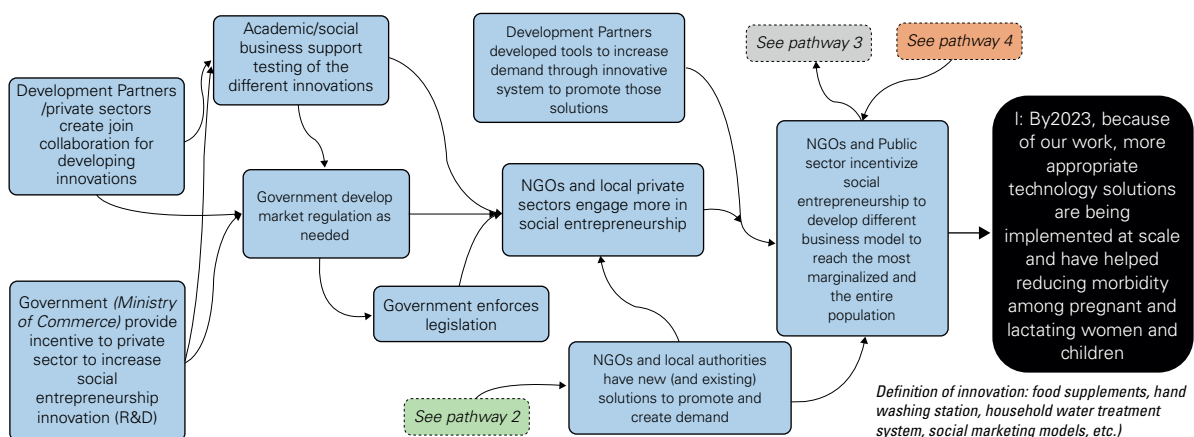 Academic/social
business support
testing of the
different innovations
Development Partners
developed tools to increase
demand through innovative
system to promote those
solutions
See pathway 3
See pathway 4
Development Partners
/private sectors
create join
collaboration for
developing
innovations
I: By2023, because
of our work, more
appropriate
technology solutions
are being
implemented at scale
and have helped
reducing morbidity
among pregnant and
lactating women and
children
NGOs and Public
sector incentivize
social
entrepreneurship to
develop different
business model to
reach the most
marginalized and
the entire
population
Government develop
market regulation as
needed
NGOs and local private
sectors engage more in
social entrepreneurship
Government (Ministry
of Commerce) provide
incentive to private
sector to increase
social
entrepreneurship
innovation (R&D)
Government enforces
legislation
NGOs and local authorities
have new (and existing)
solutions to promote and
create demand
See pathway 2
Definition of innovation: food supplements, hand
washing station, household water treatment
system, social marketing models, etc.)